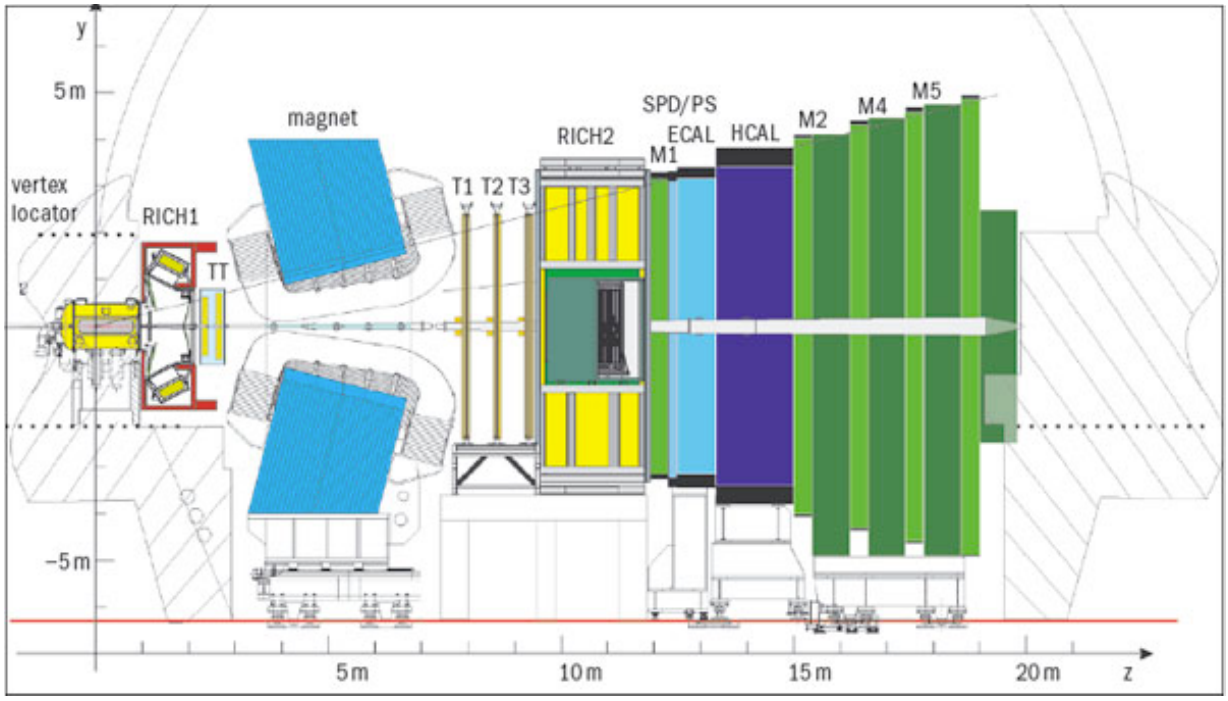 y
5 m
magnet
SPD/PS
ECAL
HCAL
M2
M4
M5
RICH2
M1
vertex
locator
RICH1
TT
T1
T2
T3
–5 m
5 m
10 m
15 m
20 m
z